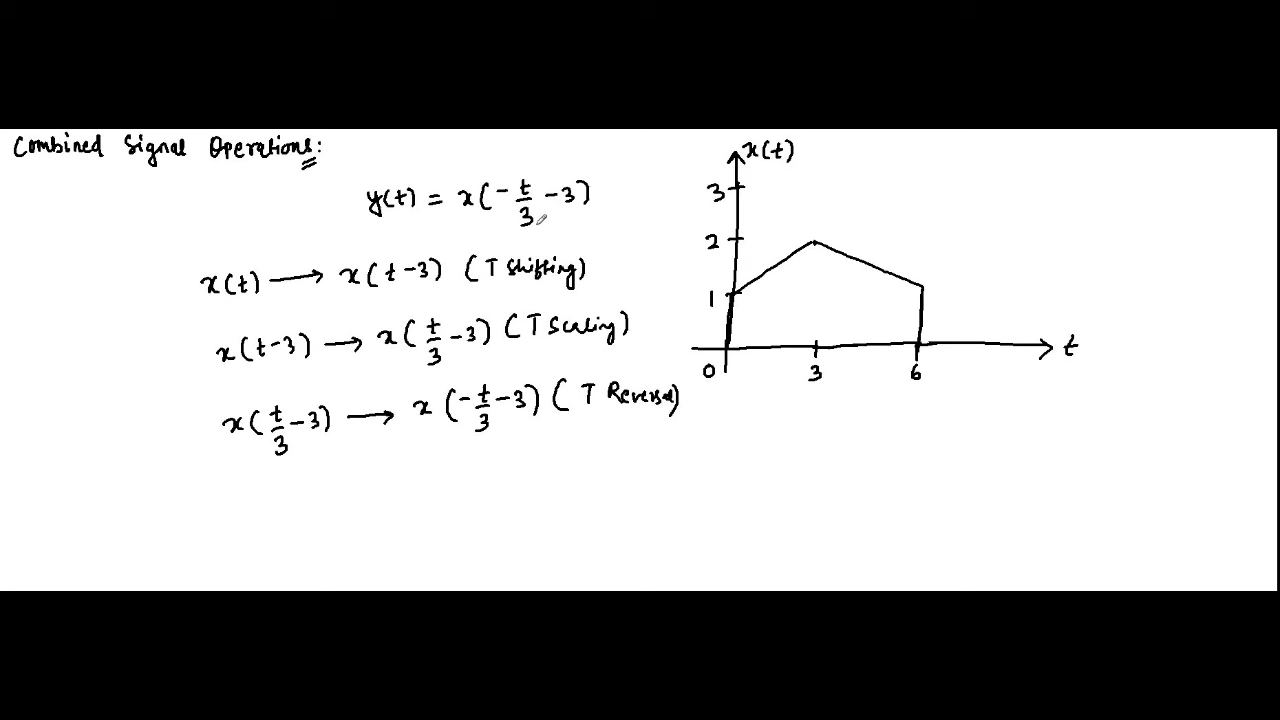 Combined Signal Operations:
y(t) = x(-t/3 -3)
x(t) ⟶ x(t-3) (T Shifting)
x(t-3) ⟶ x(t/3 -3) (T Scaling)
x(t/3 -3) ⟶ x(-t/3 -3) (T Reversal)
x(t)
3
2
1
0 3 6
t